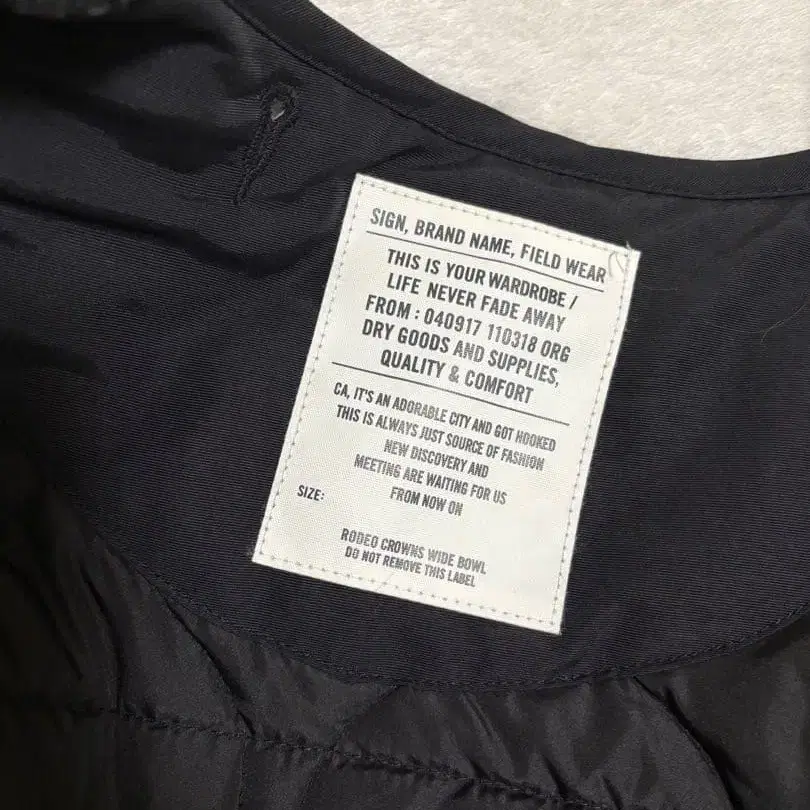 SIGN, BRAND NAME, FIELD WEAR
THIS IS YOUR WARDROBE /
LIFE NEVER FADE AWAY
FROM : 040917 110318 ORG
DRY GOODS AND SUPPLIES,
QUALITY & COMFORT
CA, IT'S AN ADORABLE CITY AND GOT HOOKED
THIS IS ALWAYS JUST SOURCE OF FASHION
NEW DISCOVERY AND
MEETING ARE WAITING FOR US
FROM NOW ON
SIZE:
RODEO CROWNS WIDE BOWL
DO NOT REMOVE THIS LABEL